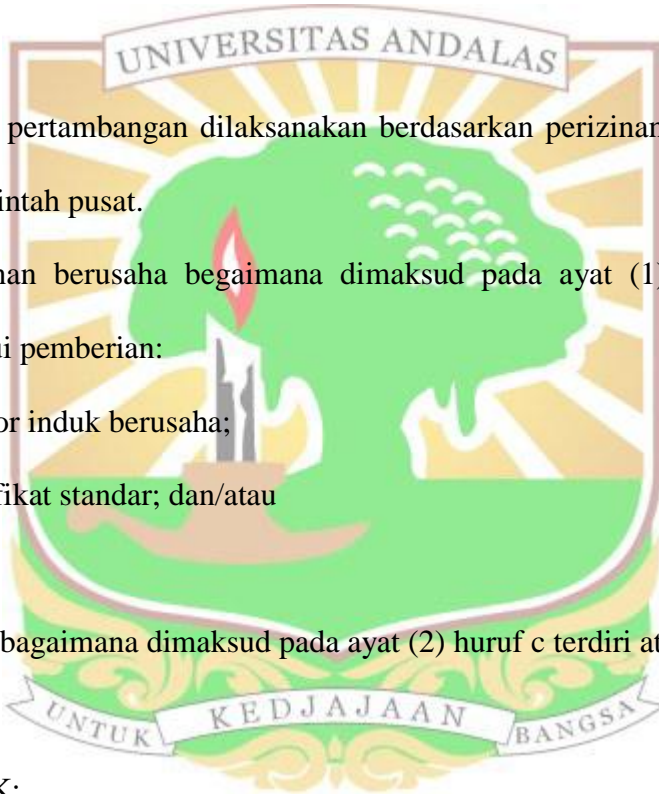 UNIVERSITAS ANDALAS
pertambangan dilaksanakan berdasarkan perizinan
intah pusat.
nan berusaha begaimana dimaksud pada ayat (1)
ui pemberian:
or induk berusaha;
fikat standar; dan/atau
bagaimana dimaksud pada ayat (2) huruf c terdiri at
UNTUK KEDJAJAAN BANGSA